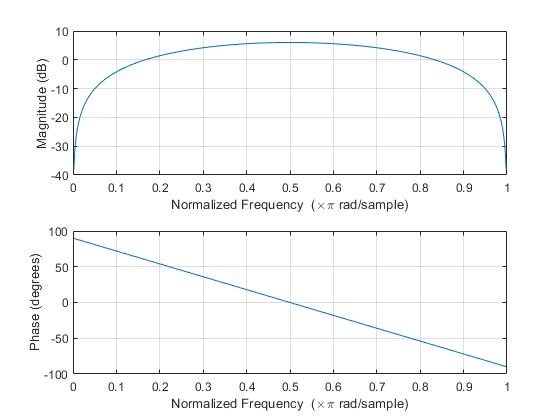 10
0
-10
-20
-30
-40
Magnitude (dB)
0 0.1 0.2 0.3 0.4 0.5 0.6 0.7 0.8 0.9 1
Normalized Frequency (×π rad/sample)
100
50
0
-50
-100
Phase (degrees)
0 0.1 0.2 0.3 0.4 0.5 0.6 0.7 0.8 0.9 1
Normalized Frequency (×π rad/sample)